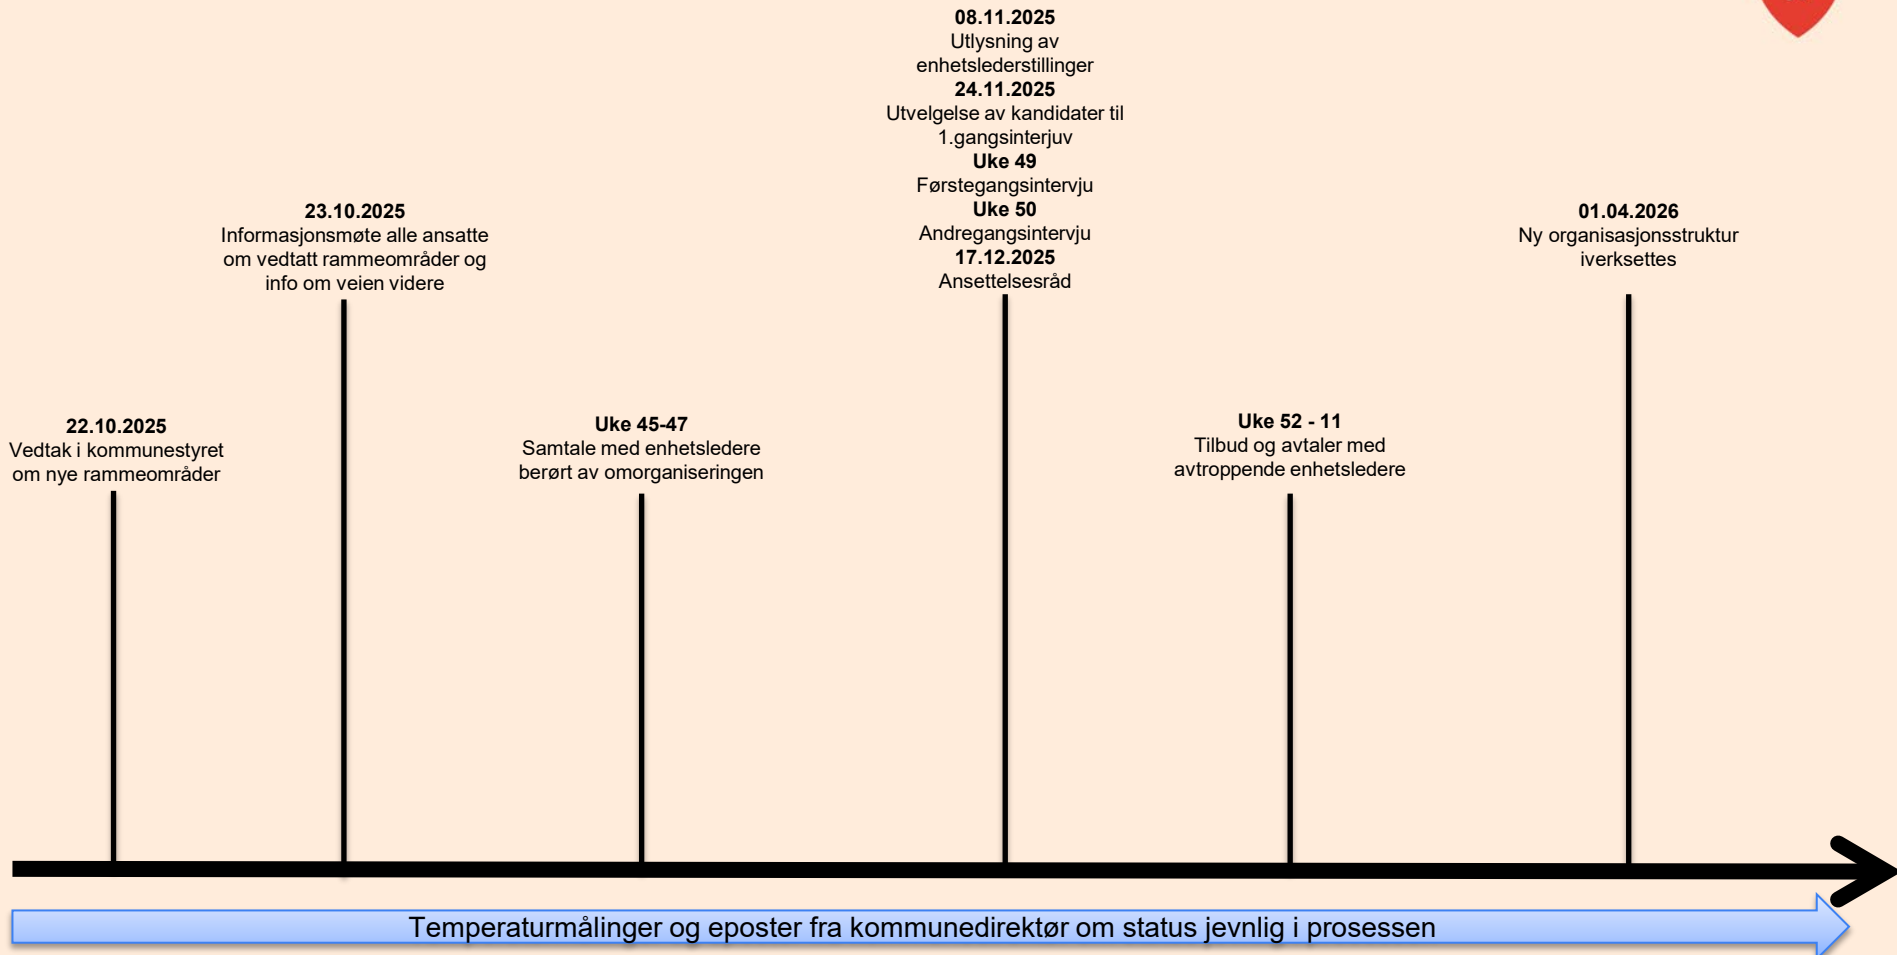 22.10.2025
Vedtak i kommunestyret
om nye rammeområder
23.10.2025
Informasjonsmøte alle ansatte
om vedtatt rammeområder og
info om veien videre
Uke 45-47
Samtale med enhetsledere
berørt av omorganiseringen
08.11.2025
Utlysning av
enhetslederstillinger
24.11.2025
Utvelgelse av kandidater til
1.gangsinterjuv
Uke 49
Førstegangsintervju
Uke 50
Andregangsintervju
17.12.2025
Ansettelsesråd
Uke 52 - 11
Tilbud og avtaler med
avtroppende enhetsledere
01.04.2026
Ny organisasjonsstruktur
iverksettes
Temperaturmålinger og eposter fra kommunedirektør om status jevnlig i prosessen